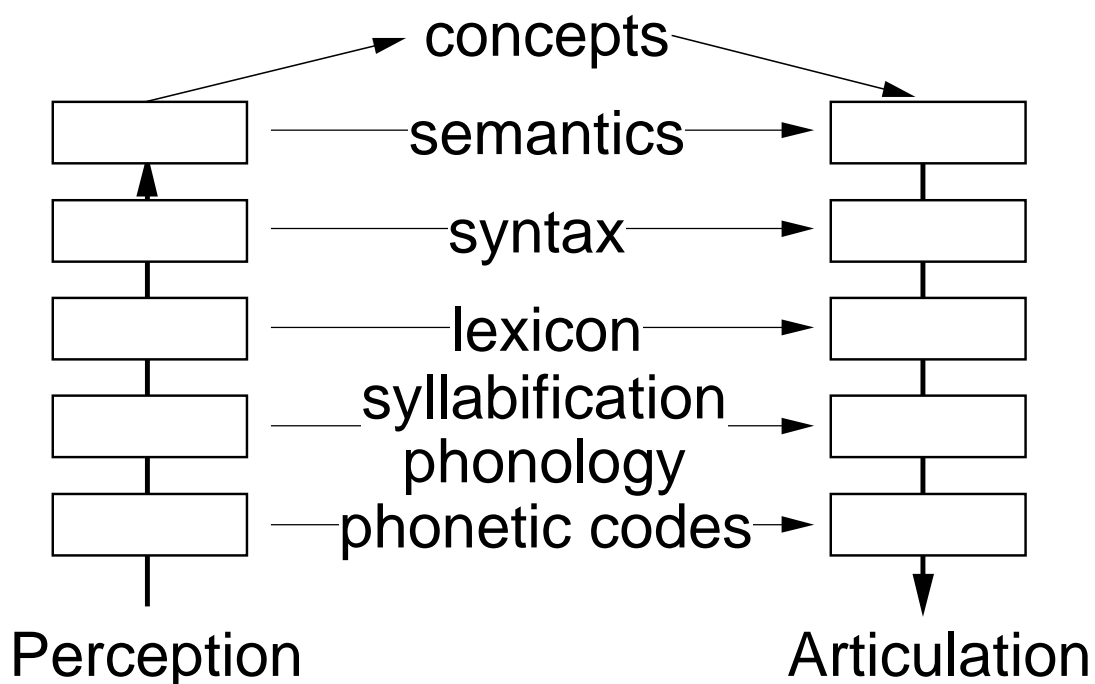 concepts
semantics
syntax
lexicon
syllabification
phonology
phonetic codes
Perception
Articulation